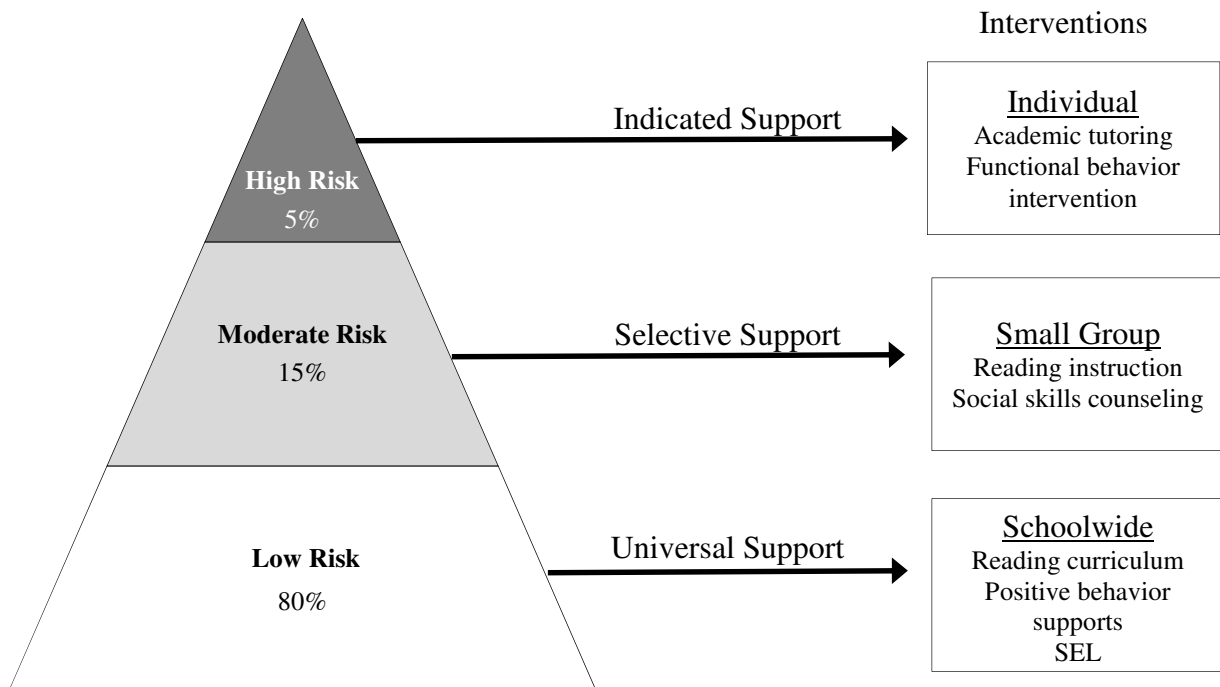 Interventions
Indicated Support
Individual
Academic tutoring
Functional behavior
intervention
High Risk
5%
Selective Support
Small Group
Reading instruction
Social skills counseling
Moderate Risk
15%
Universal Support
Schoolwide
Reading curriculum
Positive behavior
supports
SEL
Low Risk
80%